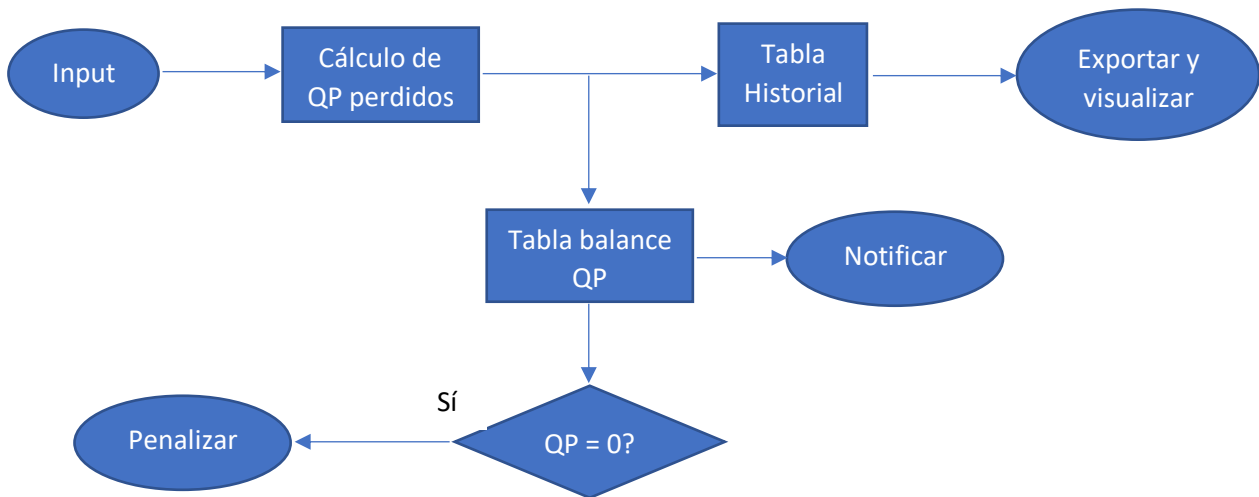 Input
Cálculo de
QP perdidos
Tabla
Historial
Exportar y
visualizar
Tabla balance
QP
Notificar
Sí
Penalizar
QP = 0?